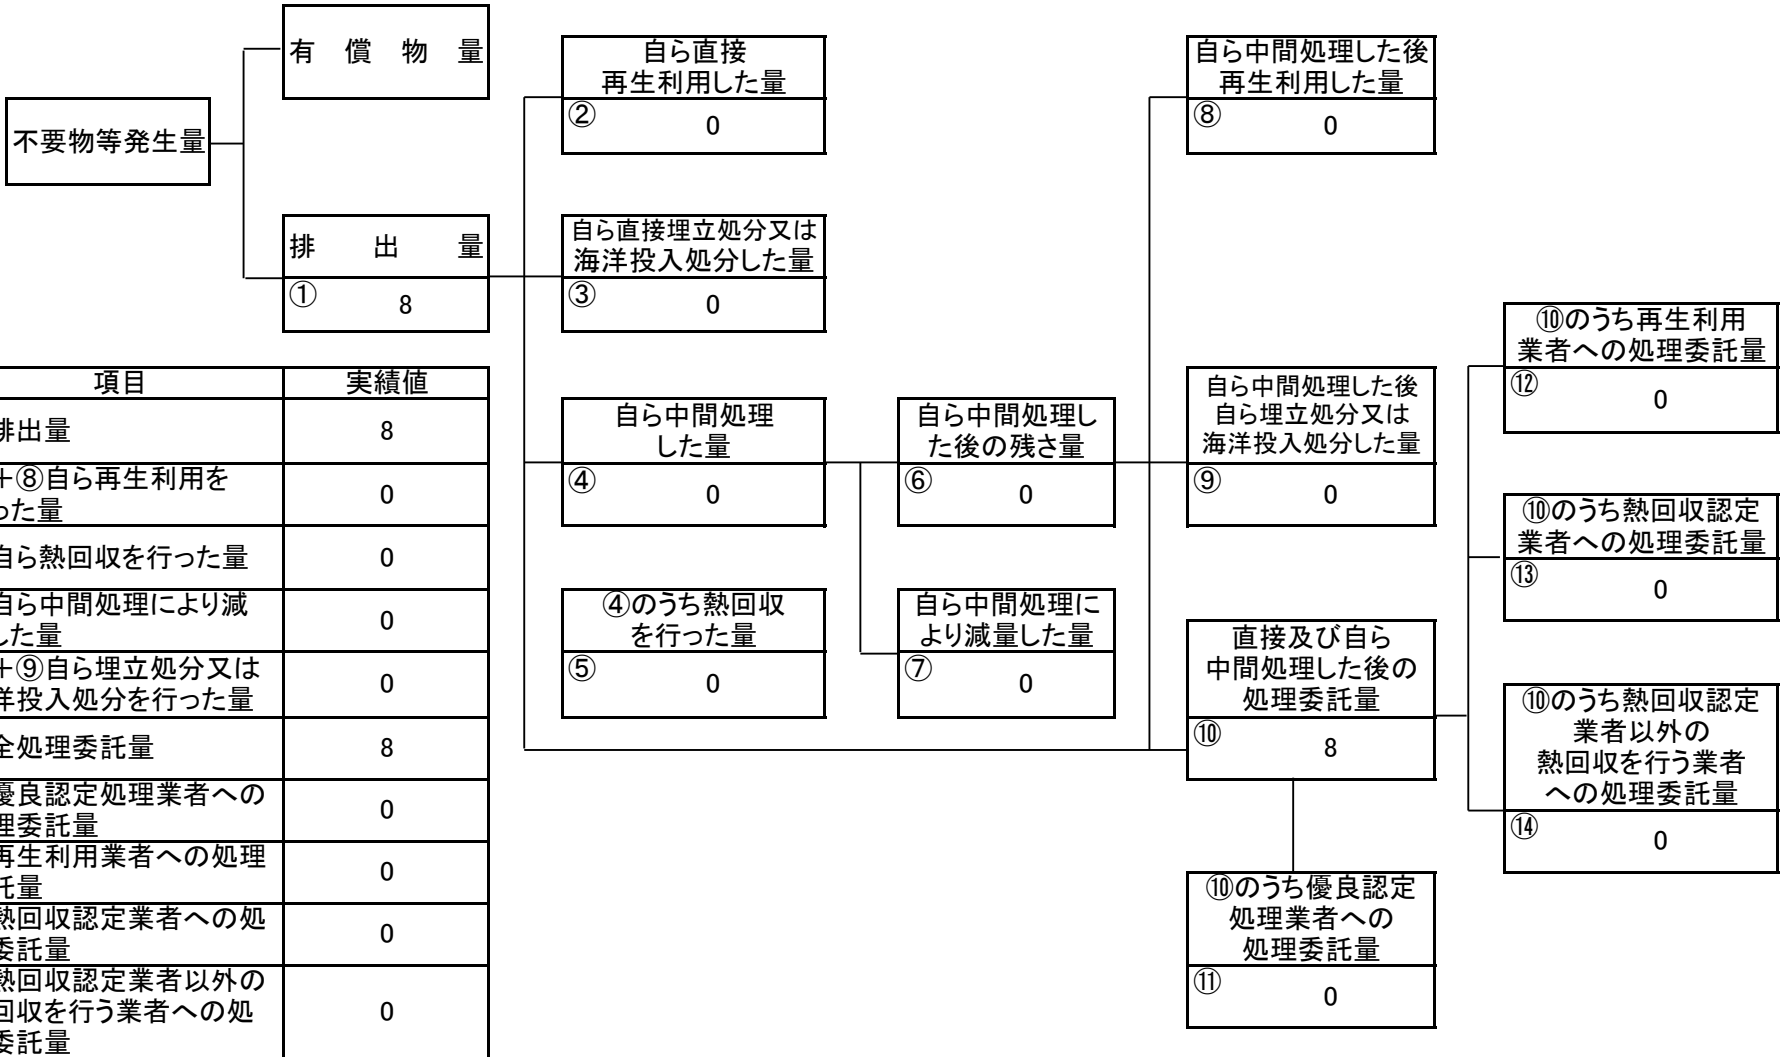 不要物等発生量
有償物量
排出量
① 8
自ら直接
再生利用した量
② 0
自ら直接埋立処分又は
海洋投入処分した量
③ 0
自ら中間処理
した量
④ 0
④のうち熱回収
を行った量
⑤ 0
自ら中間処理し
た後の残さ量
⑥ 0
自ら中間処理に
より減量した量
⑦ 0
自ら中間処理した後
再生利用した量
⑧ 0
自ら中間処理した後
自ら埋立処分又は
海洋投入処分した量
⑨ 0
直接及び自ら
中間処理した後の
処理委託量
⑩ 8
⑩のうち優良認定
処理業者への
処理委託量
⑪ 0
⑩のうち再生利用
業者への処理委託量
⑫ 0
⑩のうち熱回収認定
業者への処理委託量
⑬ 0
⑩のうち熱回収認定
業者以外の
熱回収を行う業者
への処理委託量
⑭ 0
項目 実績値
排出量 8
+⑧自ら再生利用を
った量 0
自ら熱回収を行った量 0
自ら中間処理により減
した量 0
+⑨自ら埋立処分又は
洋投入処分を行った量 0
全処理委託量 8
優良認定処理業者への
理委託量 0
再生利用業者への処理
託量 0
熱回収認定業者への処
委託量 0
熱回収認定業者以外の
回収を行う業者への処
委託量 0